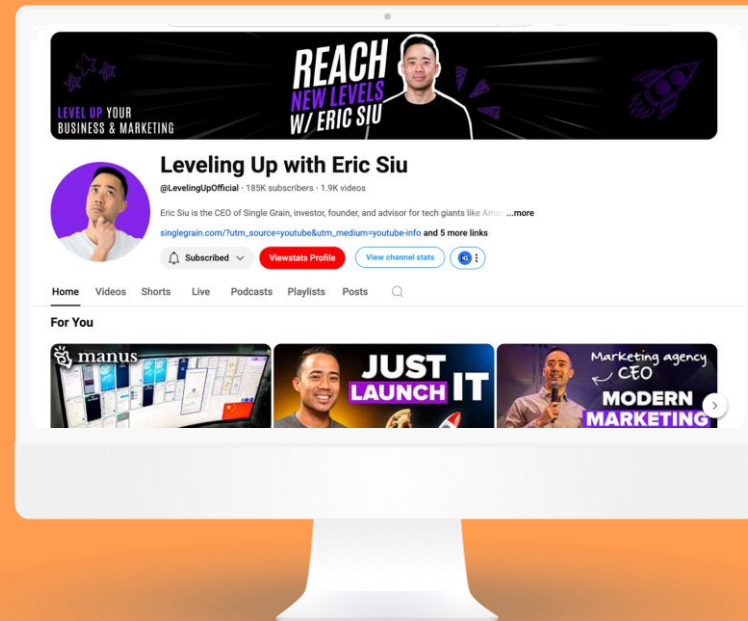 REACH
NEW LEVELS
W/ ERIC SIU
LEVEL UP YOUR
BUSINESS & MARKETING
Leveling Up with Eric Siu
@LevelingUpOfficial · 185K subscribers · 1.9K videos
Eric Siu is the CEO of Single Grain, investor, founder, and advisor for tech giants like ...more
singlegrain.com/?utm_source=youtube&utm_medium=youtube-info and 5 more links
Subscribed
Viewstats Profile
View channel stats
Home Videos Shorts Live Podcasts Playlists Posts
For You
manus
JUST
LAUNCH IT
Marketing agency
CEO
MODERN
MARKETING